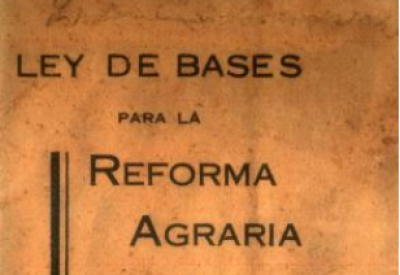 LEY DE BASES
PARA LA
REFORMA
AGRARIA